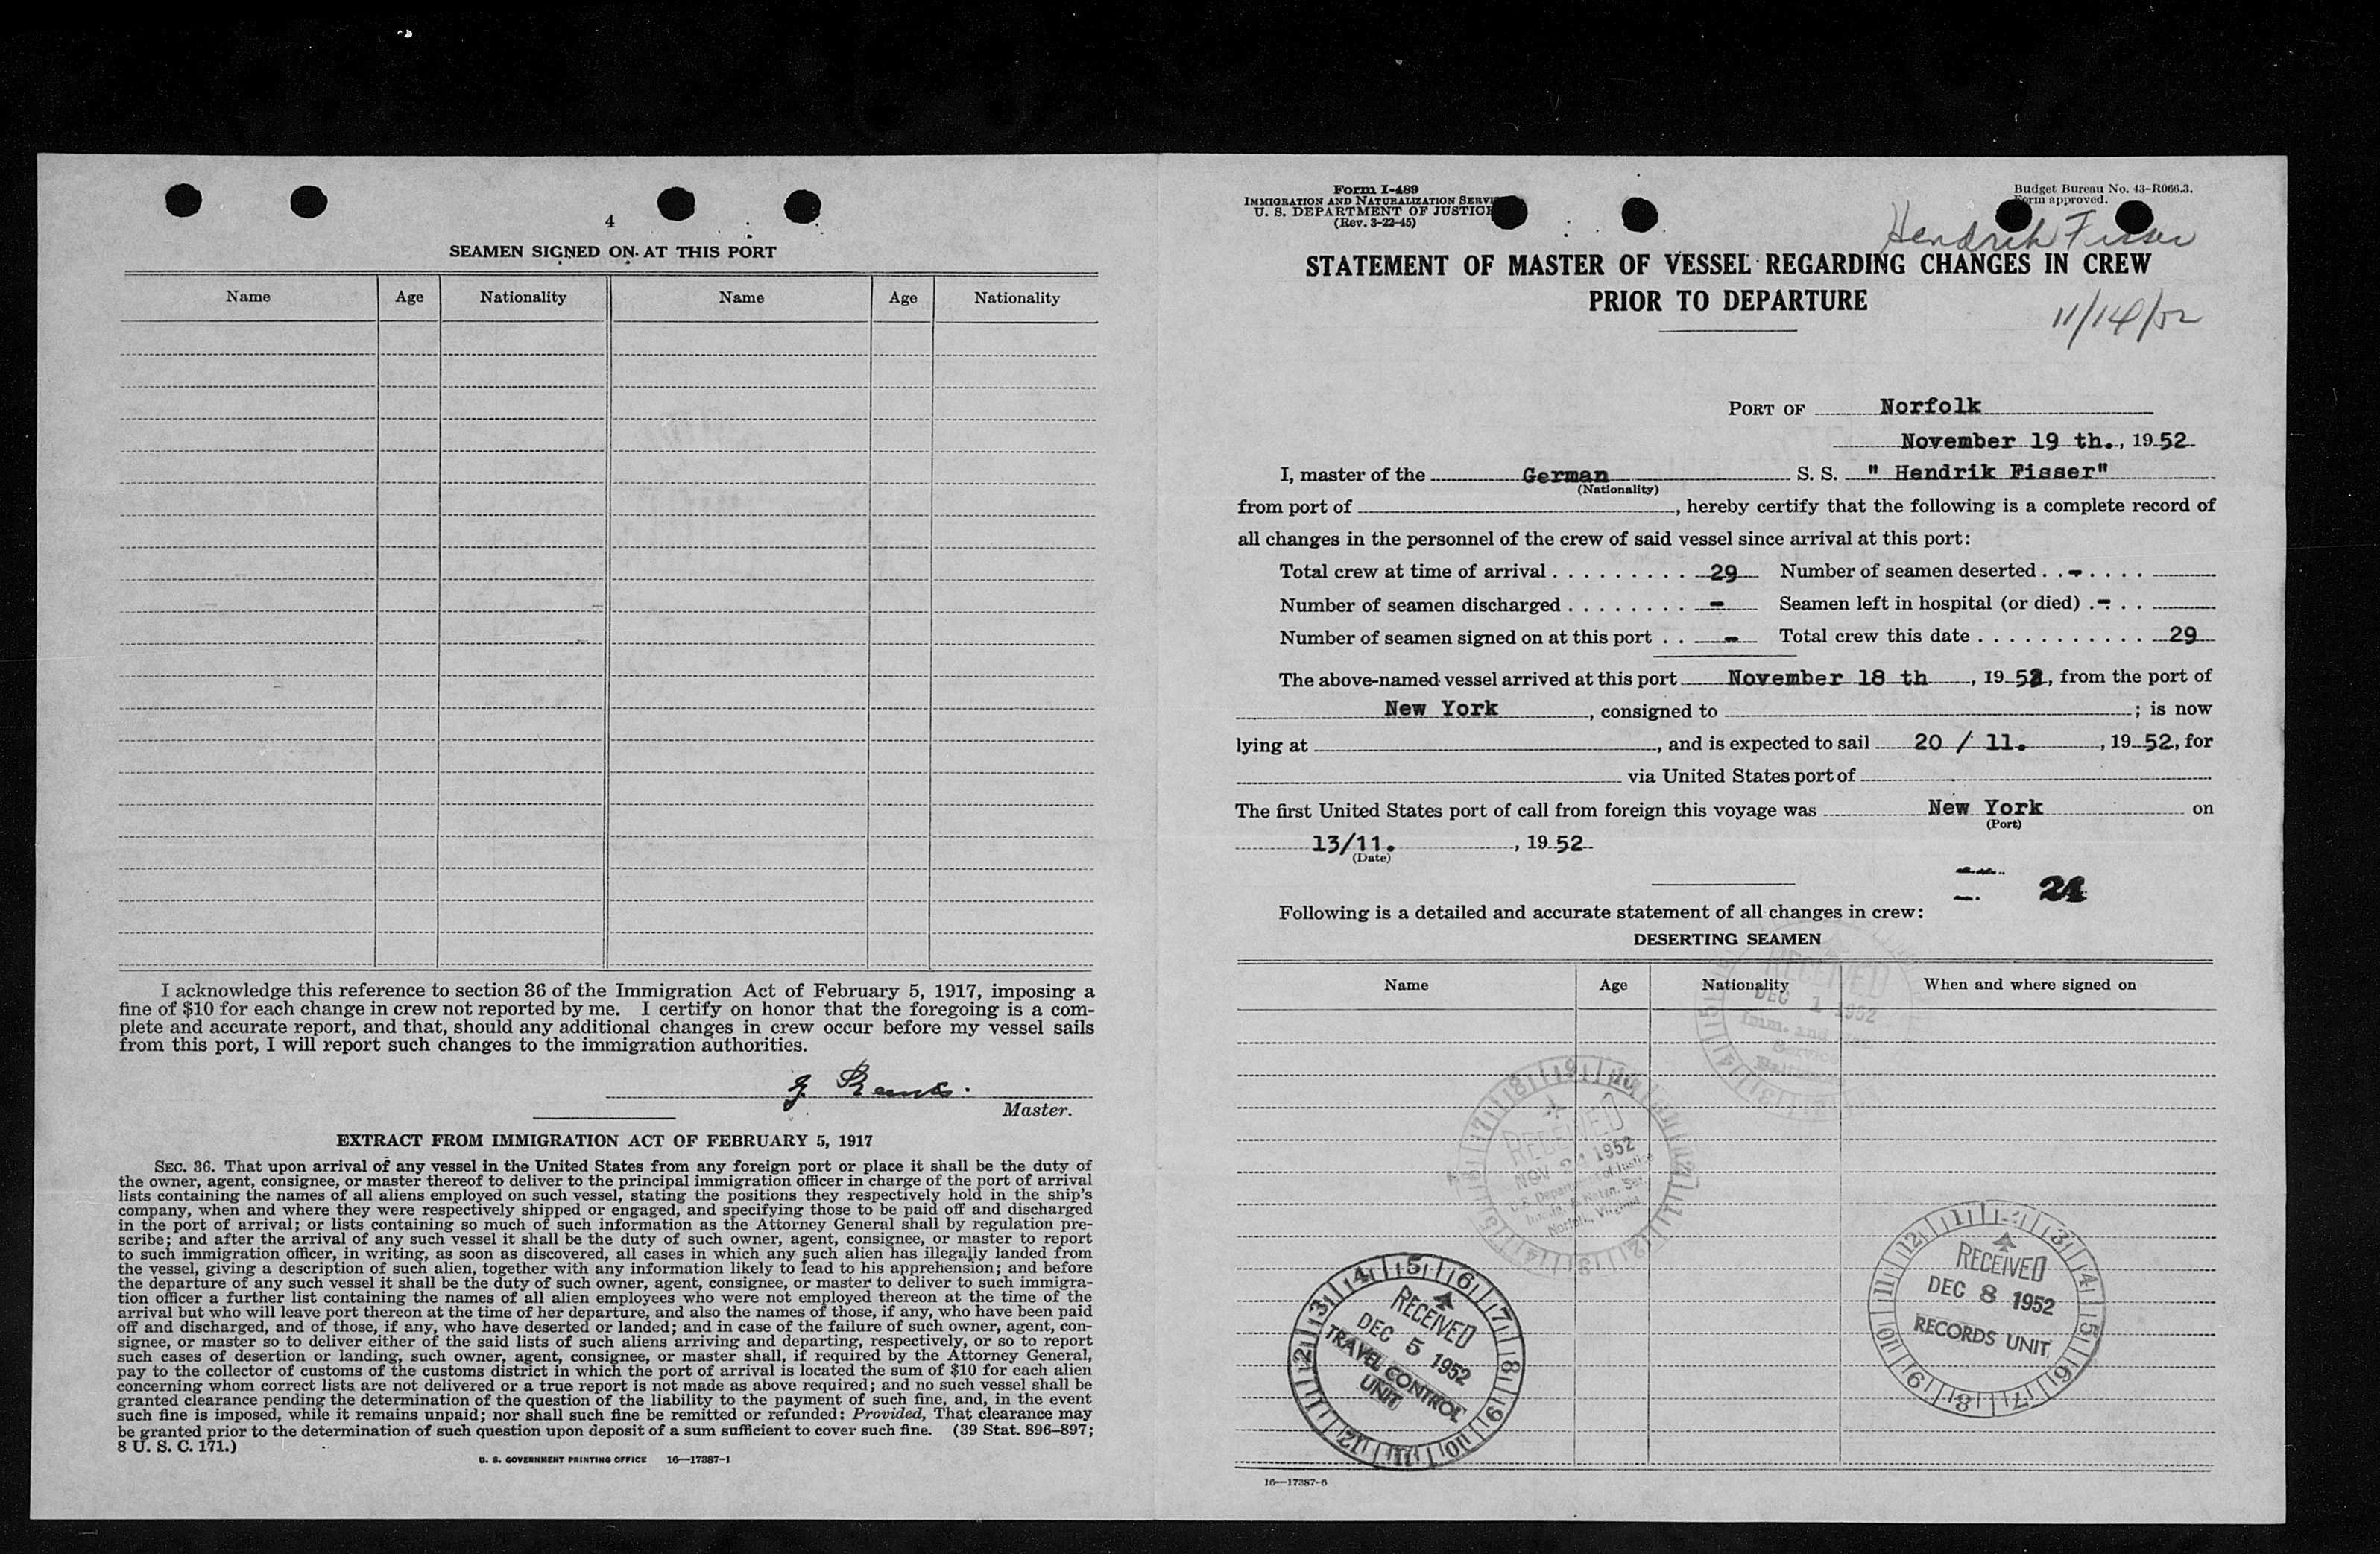 4
SEAMEN SIGNED ON AT THIS PORT
Name Age Nationality Name Age Nationality
I acknowledge this reference to section 36 of the Immigration Act of February 5, 1917, imposing a
fine of $10 for each change in crew not reported by me. I certify on honor that the foregoing is a com-
plete and accurate report, and that, should any additional changes in crew occur before my vessel sails
from this port, I will report such changes to the immigration authorities.
Master.
EXTRACT FROM IMMIGRATION ACT OF FEBRUARY 5, 1917
SEC. 36. That upon arrival of any vessel in the United States from any foreign port or place it shall be the duty of
the owner, agent, consignee, or master thereof to deliver to the principal immigration officer in charge of the port of arrival
lists containing the names of all aliens employed on such vessel, stating the positions they respectively hold in the ship's
company, when and where they were respectively shipped or engaged, and specifying those to be paid off and discharged
in the port of arrival; or lists containing so much of such information as the Attorney General shall by regulation pre-
scribe; and after the arrival of any such vessel it shall be the duty of such owner, agent, consignee, or master to report
to such immigration officer, in writing, as soon as discovered, all cases in which any such alien has illegally landed from
the vessel, giving a description of such alien, together with any information likely to lead to his apprehension; and before
the departure of any such vessel it shall be the duty of such owner, agent, consignee, or master to deliver to such immigra-
tion officer a further list containing the names of all alien employees who were not employed thereon at the time of the
arrival but who will leave port thereon at the time of her departure, and also the names of those, if any, who have been paid
off and discharged, and of those, if any, who have deserted or landed; and in case of the failure of such owner, agent, con-
signee, or master so to deliver either of the said lists of such aliens arriving and departing, respectively, or so to report
such cases of desertion or landing, such owner, agent, consignee, or master shall, if required by the Attorney General,
pay to the collector of customs of the customs district in which the port of arrival is located the sum of $10 for each alien
concerning whom correct lists are not delivered or a true report is not made as above required; and no such vessel shall be
granted clearance pending the determination of the question of the liability to the payment of such fine, and, in the event
such fine is imposed, while it remains unpaid; nor shall such fine be remitted or refunded: Provided, That clearance may
be granted prior to the determination of such question upon deposit of a sum sufficient to cover such fine. (39 Stat. 896–897;
8 U. S. C. 171.)
U. S. GOVERNMENT PRINTING OFFICE 16—17387-1
Form I-489
IMMIGRATION AND NATURALIZATION
U. S. DEPARTMENT OF JUSTICE
(Rev. 3-22-45)
Budget Bureau No. 43-R066.3.
Form approved.
Hendrik Fisser
STATEMENT OF MASTER OF VESSEL REGARDING CHANGES IN CREW
PRIOR TO DEPARTURE
11/14/52
PORT OF Norfolk
November 19 th., 1952
I, master of the German S. S. " Hendrik Fisser"
(Nationality)
from port of , hereby certify that the following is a complete record of
all changes in the personnel of the crew of said vessel since arrival at this port:
Total crew at time of arrival . . . . . . . . . 29 Number of seamen deserted . . - . . . .
Number of seamen discharged . . . . . . . . - Seamen left in hospital (or died) . - . .
Number of seamen signed on at this port . . - Total crew this date . . . . . . . . . . . 29
The above-named vessel arrived at this port November 18 th , 1952, from the port of
New York , consigned to ; is now
lying at , and is expected to sail 20 / 11. , 1952, for
via United States port of
The first United States port of call from foreign this voyage was New York on
(Port)
13/11. , 1952
(Date)
24
Following is a detailed and accurate statement of all changes in crew:
DESERTING SEAMEN
Name Age Nationality When and where signed on
RECEIVED
DEC 1 1952
Imm. and Nat.
Service
Baltimore
RECEIVED
NOV 1952
U.S. Department of Justice
Norfolk, Virginia
RECEIVED
DEC 5 1952
TRAVEL CONTROL
UNIT
RECEIVED
DEC 8 1952
RECORDS UNIT
16—17387-6